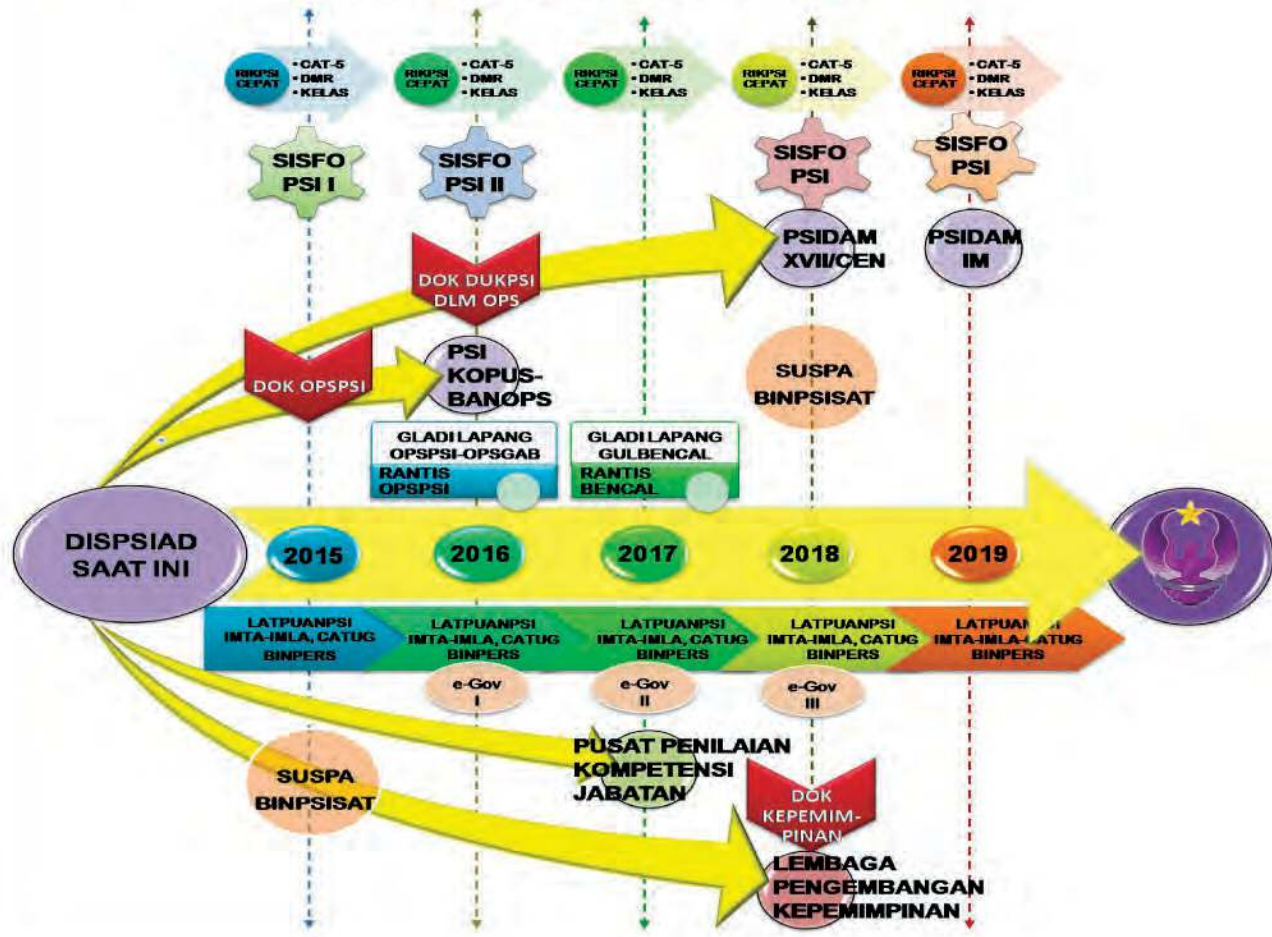 RIKPSI
CEPAT
• CAT-5
• DMR
• KELAS
RIKPSI
CEPAT
• CAT-5
• DMR
• KELAS
RIKPSI
CEPAT
• CAT-5
• DMR
• KELAS
RIKPSI
CEPAT
• CAT-5
• DMR
• KELAS
RIKPSI
CEPAT
• CAT-5
• DMR
• KELAS
SISFO
PSI I
SISFO
PSI II
SISFO
PSI
SISFO
PSI
PSIDAM
XVII/CEN
PSIDAM
IM
DOK DUKPSI
DLM OPS
DOK OPSPSI
PSI
KOPUS-
BANOPS
SUSPA
BINPSISAT
GLADI LAPANG
OPSPSI-OPSGAB
RANTIS
OPSPSI
GLADI LAPANG
GULBENCAL
RANTIS
BENCAL
DISPSIAD
SAAT INI
2015
2016
2017
2018
2019
LATPUANPSI
IMTA-IMLA, CATUG
BINPERS
LATPUANPSI
IMTA-IMLA, CATUG
BINPERS
LATPUANPSI
IMTA-IMLA, CATUG
BINPERS
LATPUANPSI
IMTA-IMLA, CATUG
BINPERS
LATPUANPSI
IMTA-IMLA-CATUG
BINPERS
e-Gov
I
e-Gov
II
e-Gov
III
SUSPA
BINPSISAT
PUSAT PENILAIAN
KOMPETENSI
JABATAN
DOK
KEPEMIM-
PINAN
LEMBAGA
PENGEMBANGAN
KEPEMIMPINAN